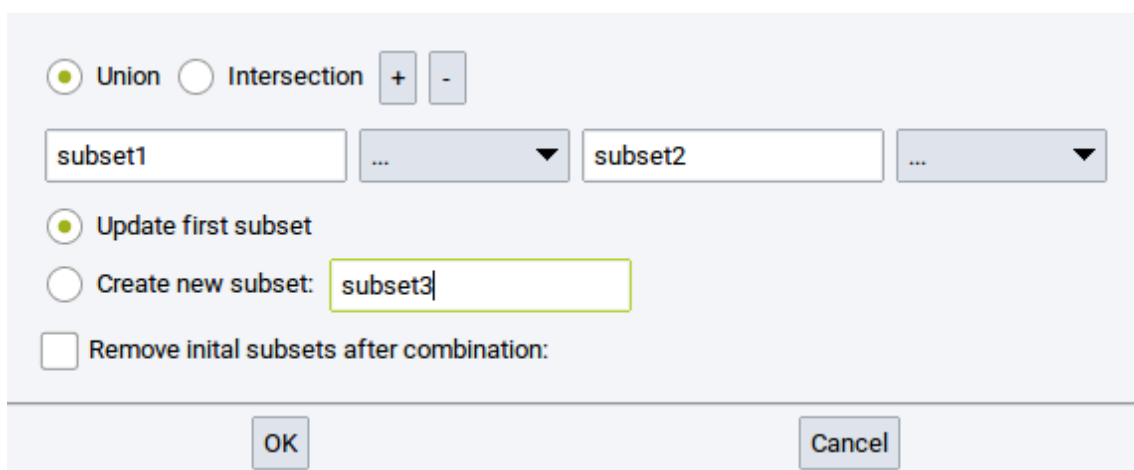 Union Intersection + -
subset1 ... subset2 ...
Update first subset
Create new subset: subset3
Remove inital subsets after combination:
OK Cancel